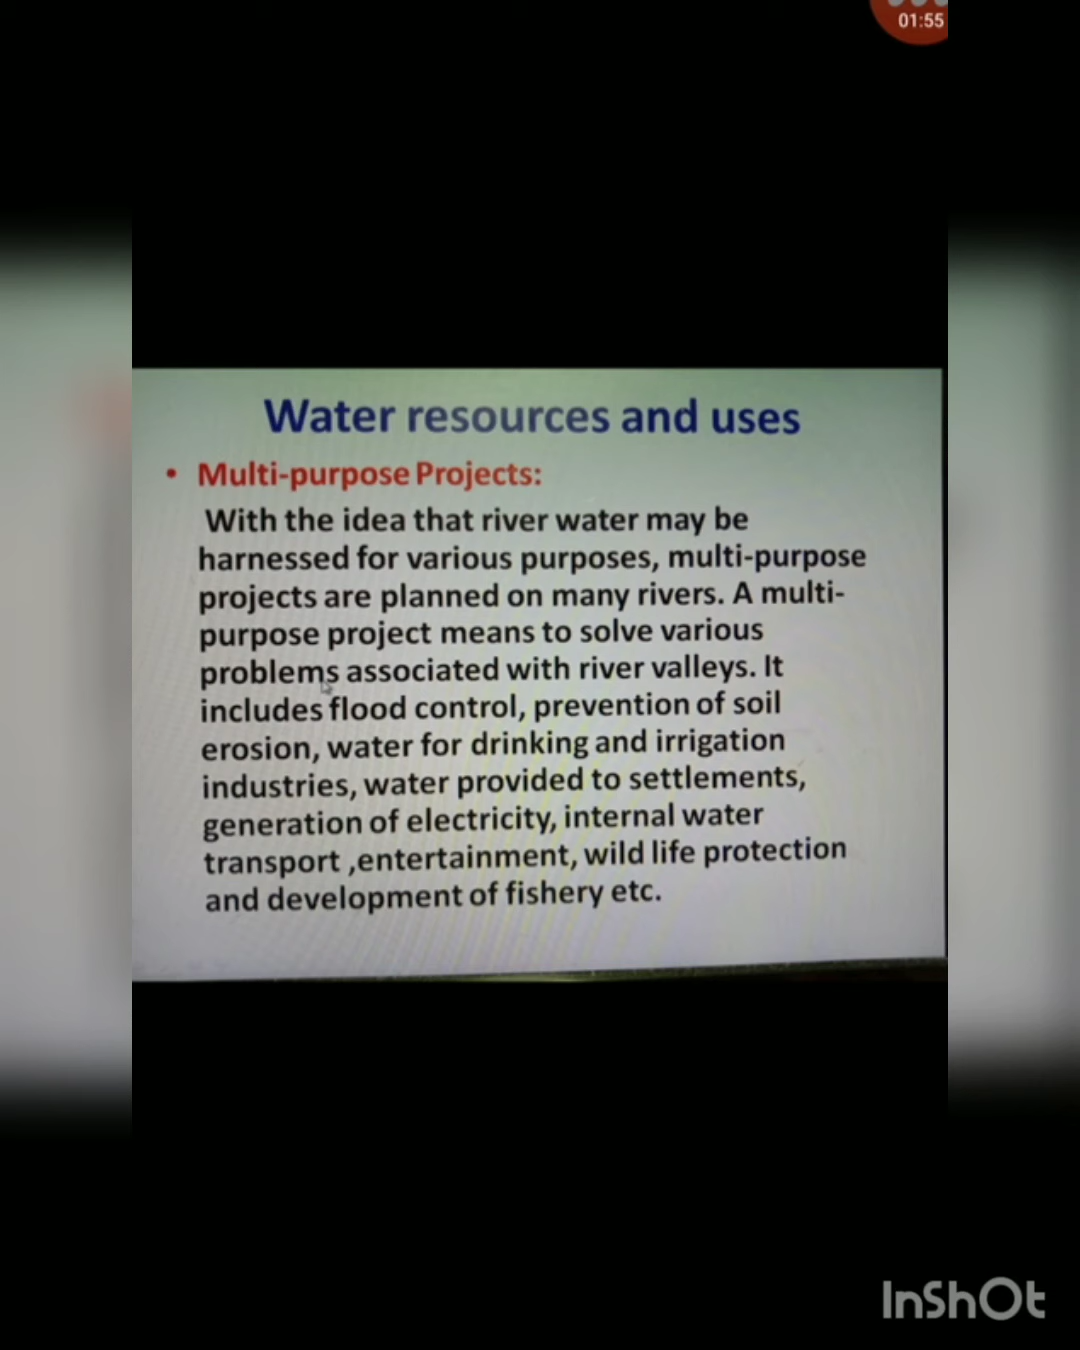 01:55
Water resources and uses
• Multi-purpose Projects:
With the idea that river water may be
harnessed for various purposes, multi-purpose
projects are planned on many rivers. A multi-
purpose project means to solve various
problems associated with river valleys. It
includes flood control, prevention of soil
erosion, water for drinking and irrigation
industries, water provided to settlements,
generation of electricity, internal water
transport ,entertainment, wild life protection
and development of fishery etc.
InShOt